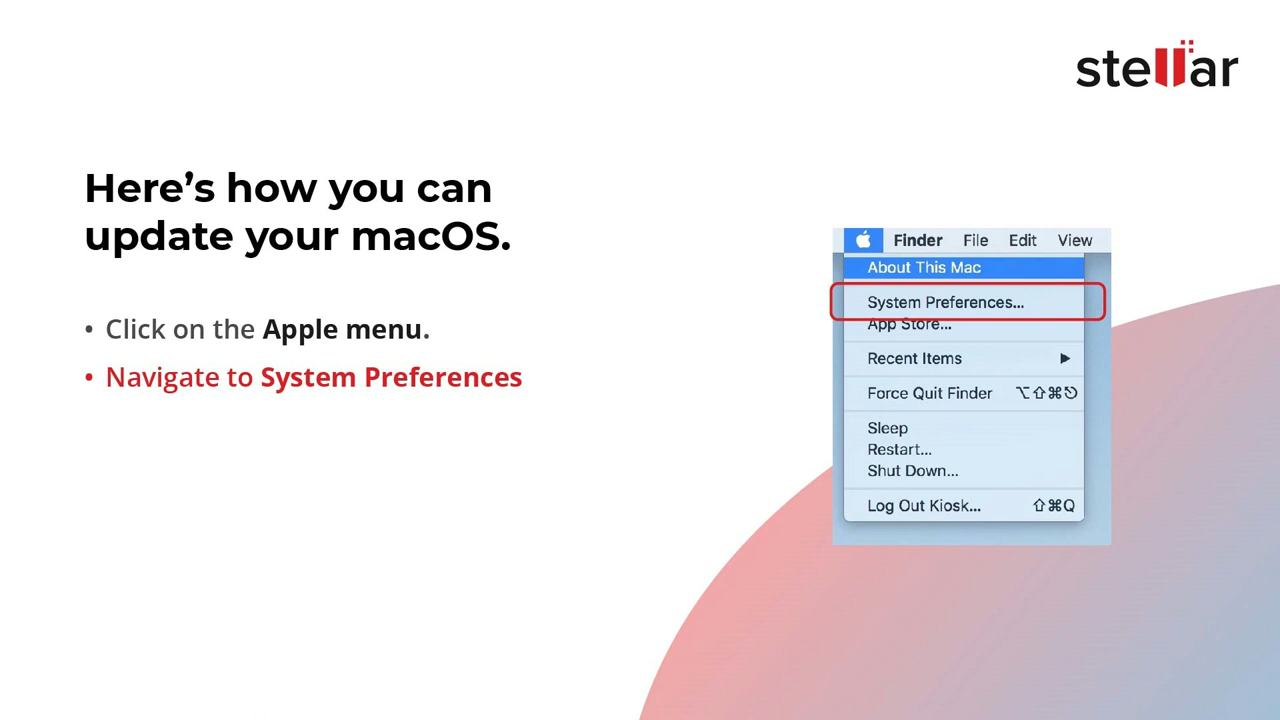 stellar
Here’s how you can
update your macOS.
• Click on the Apple menu.
• Navigate to System Preferences
Finder File Edit View
About This Mac
System Preferences...
App Store...
Recent Items ▶
Force Quit Finder ⌥⇧⌘⎋
Sleep
Restart...
Shut Down...
Log Out Kiosk... ⇧⌘Q